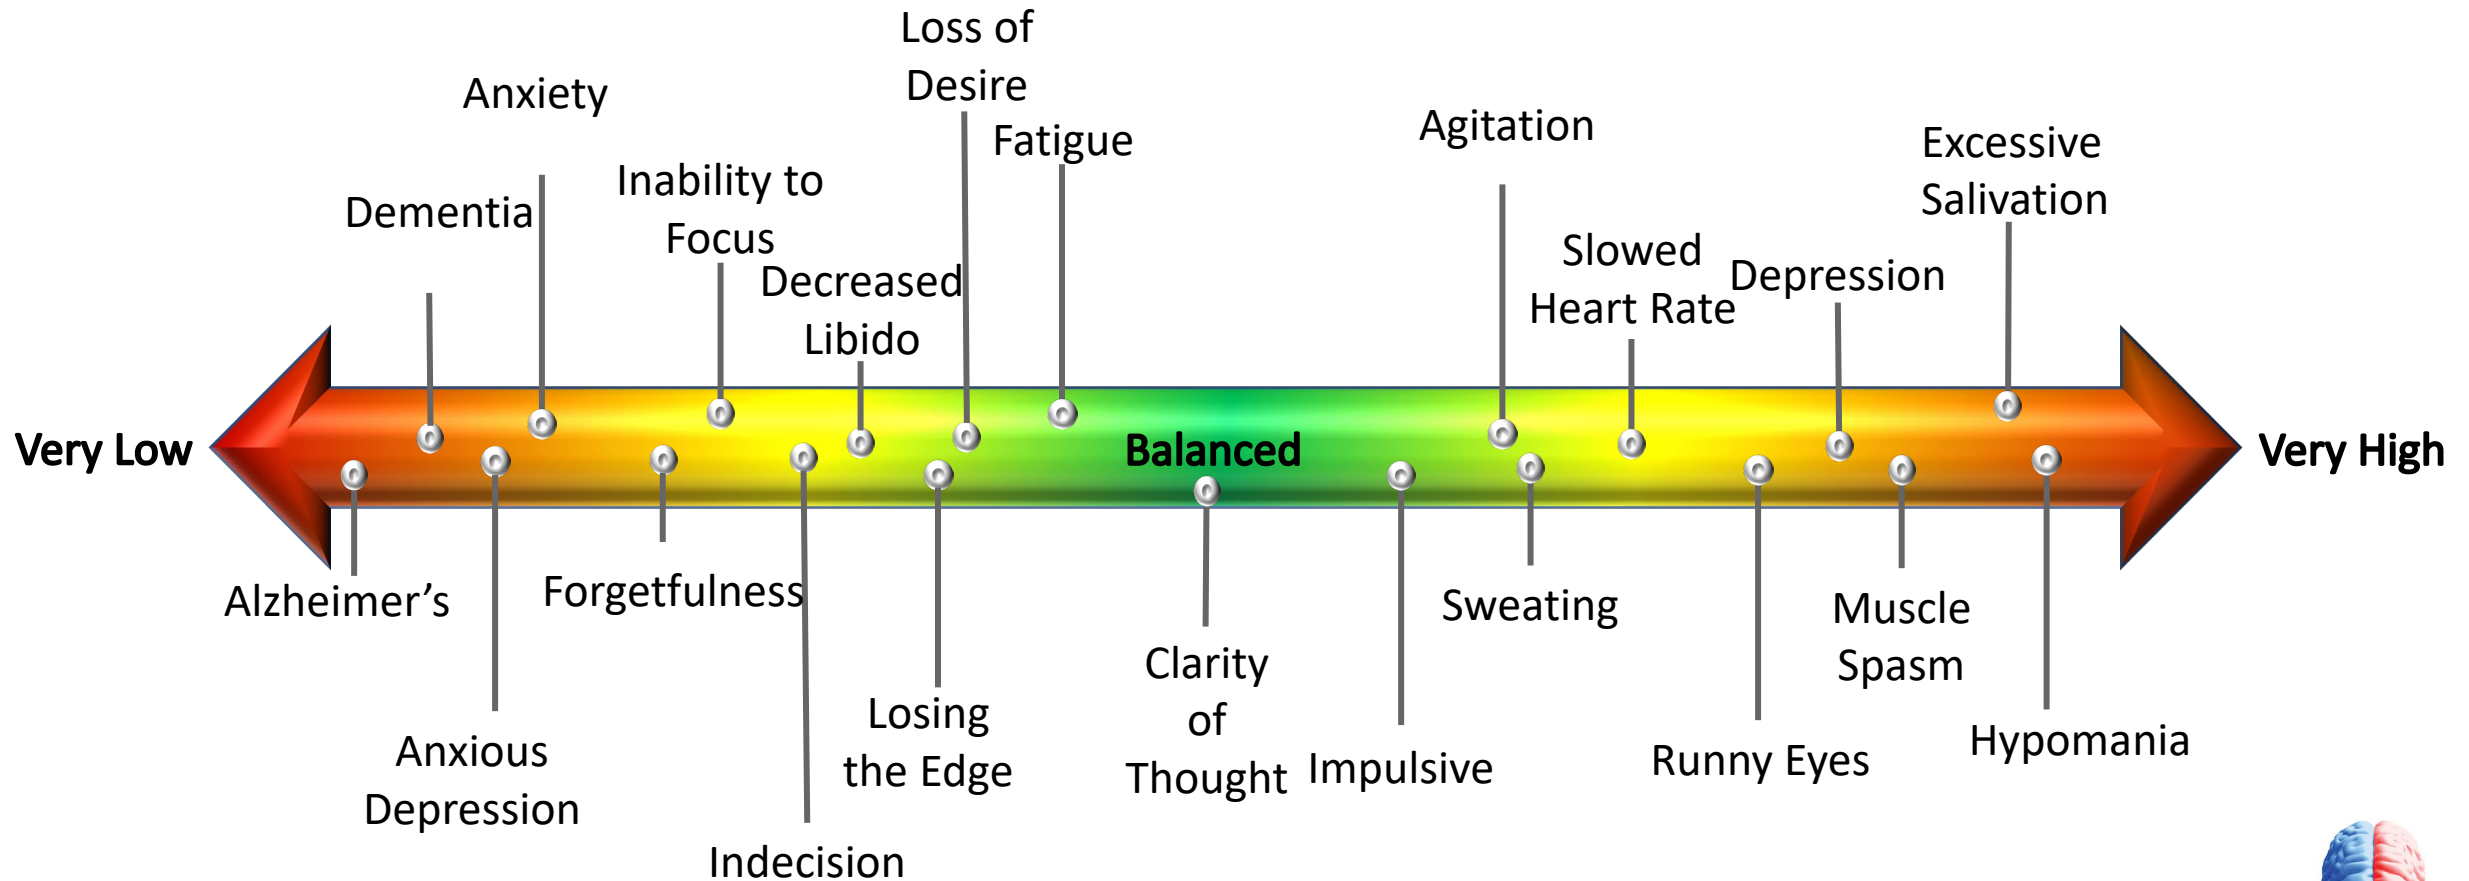 Loss of
Desire
Anxiety
Fatigue
Agitation
Excessive
Salivation
Inability to
Focus
Dementia
Slowed
Heart Rate
Decreased
Libido
Depression
Very Low
Balanced
Very High
Alzheimer’s
Forgetfulness
Sweating
Muscle
Spasm
Clarity
of
Thought
Losing
the Edge
Anxious
Depression
Impulsive
Runny Eyes
Hypomania
Indecision